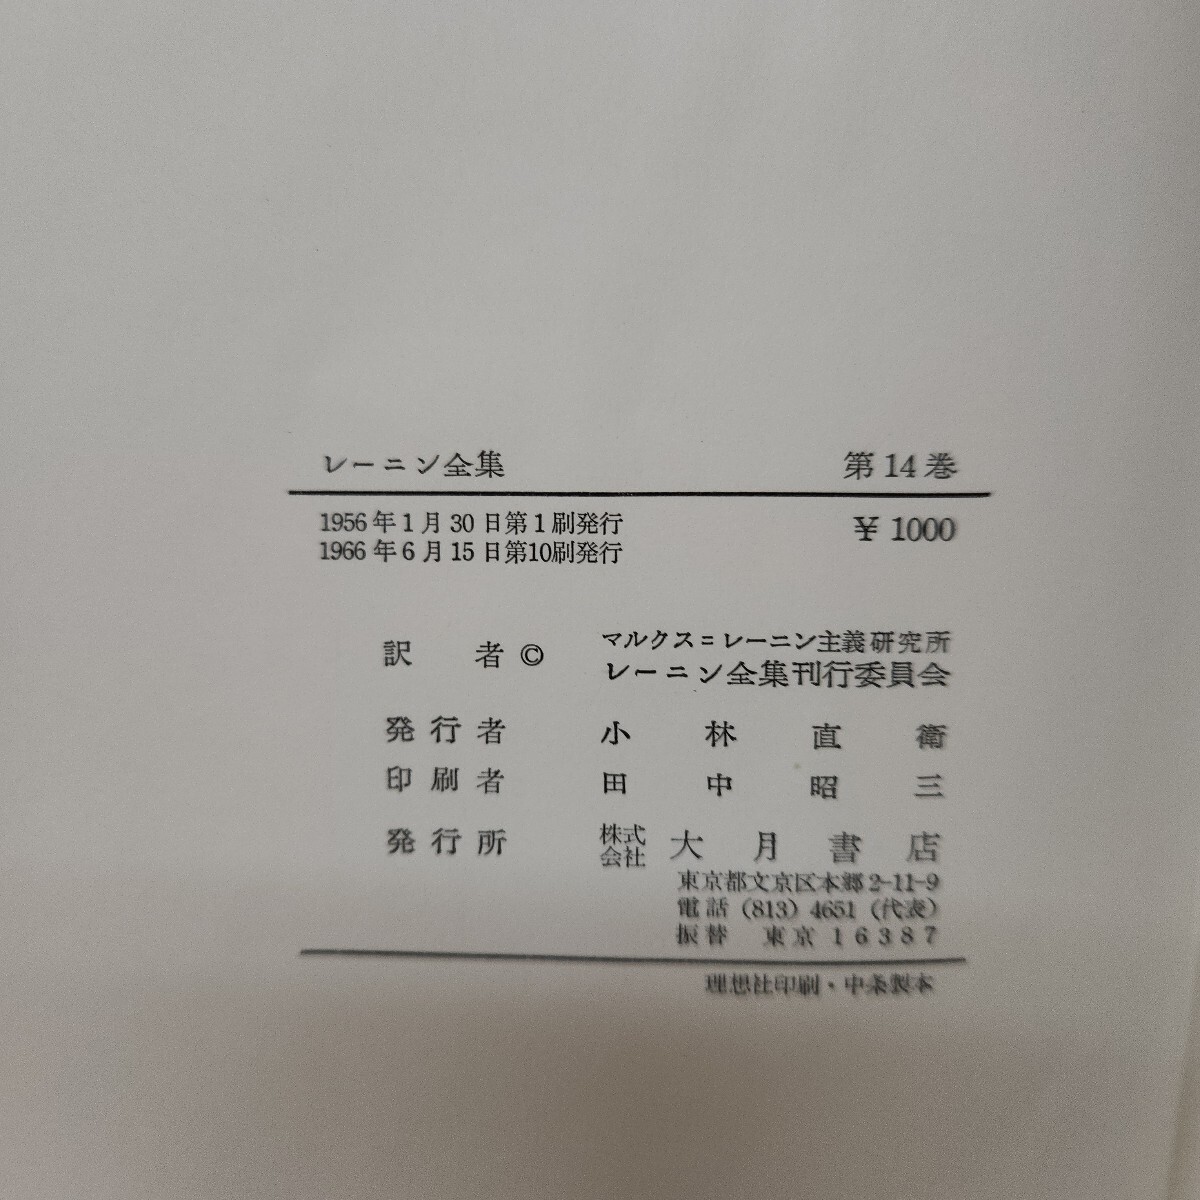 レーニン全集 第14巻
1956年1月30日第1刷発行 ¥1000
1966年6月15日第10刷発行
訳者© マルクス=レーニン主義研究所
レーニン全集刊行委員会
発行者 小林直衛
印刷者 田中昭三
発行所 株式会社 大月書店
東京都文京区本郷2-11-9
電話 (813) 4651 (代表)
振替 東京 16387
理想社印刷・中条製本